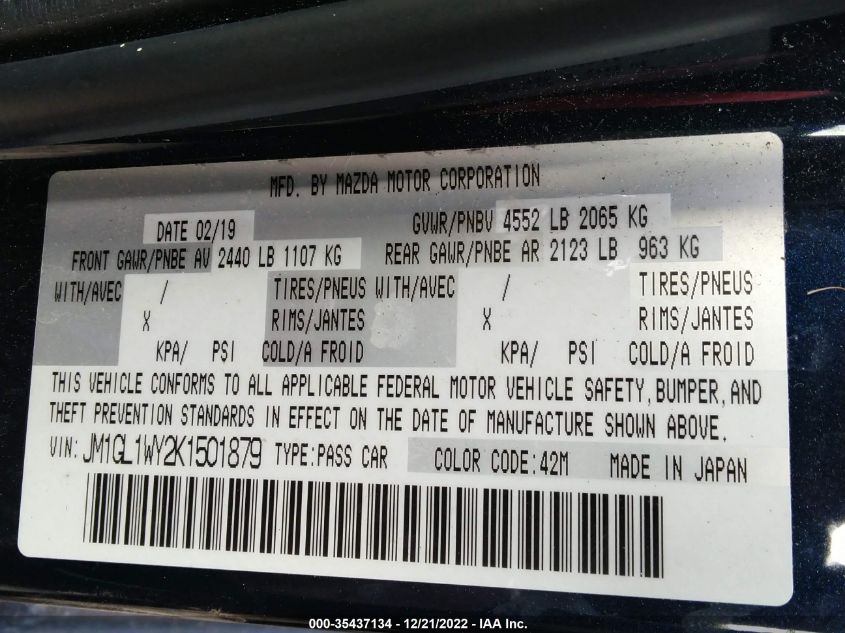 MFD. BY MAZDA MOTOR CORPORATION
DATE 02/19 GVWR/PNBV 4552 LB 2065 KG
FRONT GAWR/PNBE AV 2440 LB 1107 KG REAR GAWR/PNBE AR 2123 LB 963 KG
WITH/AVEC / TIRES/PNEUS WITH/AVEC / TIRES/PNEUS
X RIMS/JANTES X RIMS/JANTES
KPA/ PSI COLD/A FROID KPA/ PSI COLD/A FROID
THIS VEHICLE CONFORMS TO ALL APPLICABLE FEDERAL MOTOR VEHICLE SAFETY, BUMPER, AND
THEFT PREVENTION STANDARDS IN EFFECT ON THE DATE OF MANUFACTURE SHOWN ABOVE.
VIN: JM1GL1WY2K1501879 TYPE:PASS CAR COLOR CODE:42M MADE IN JAPAN
000-35437134 - 12/21/2022 - IAA Inc.